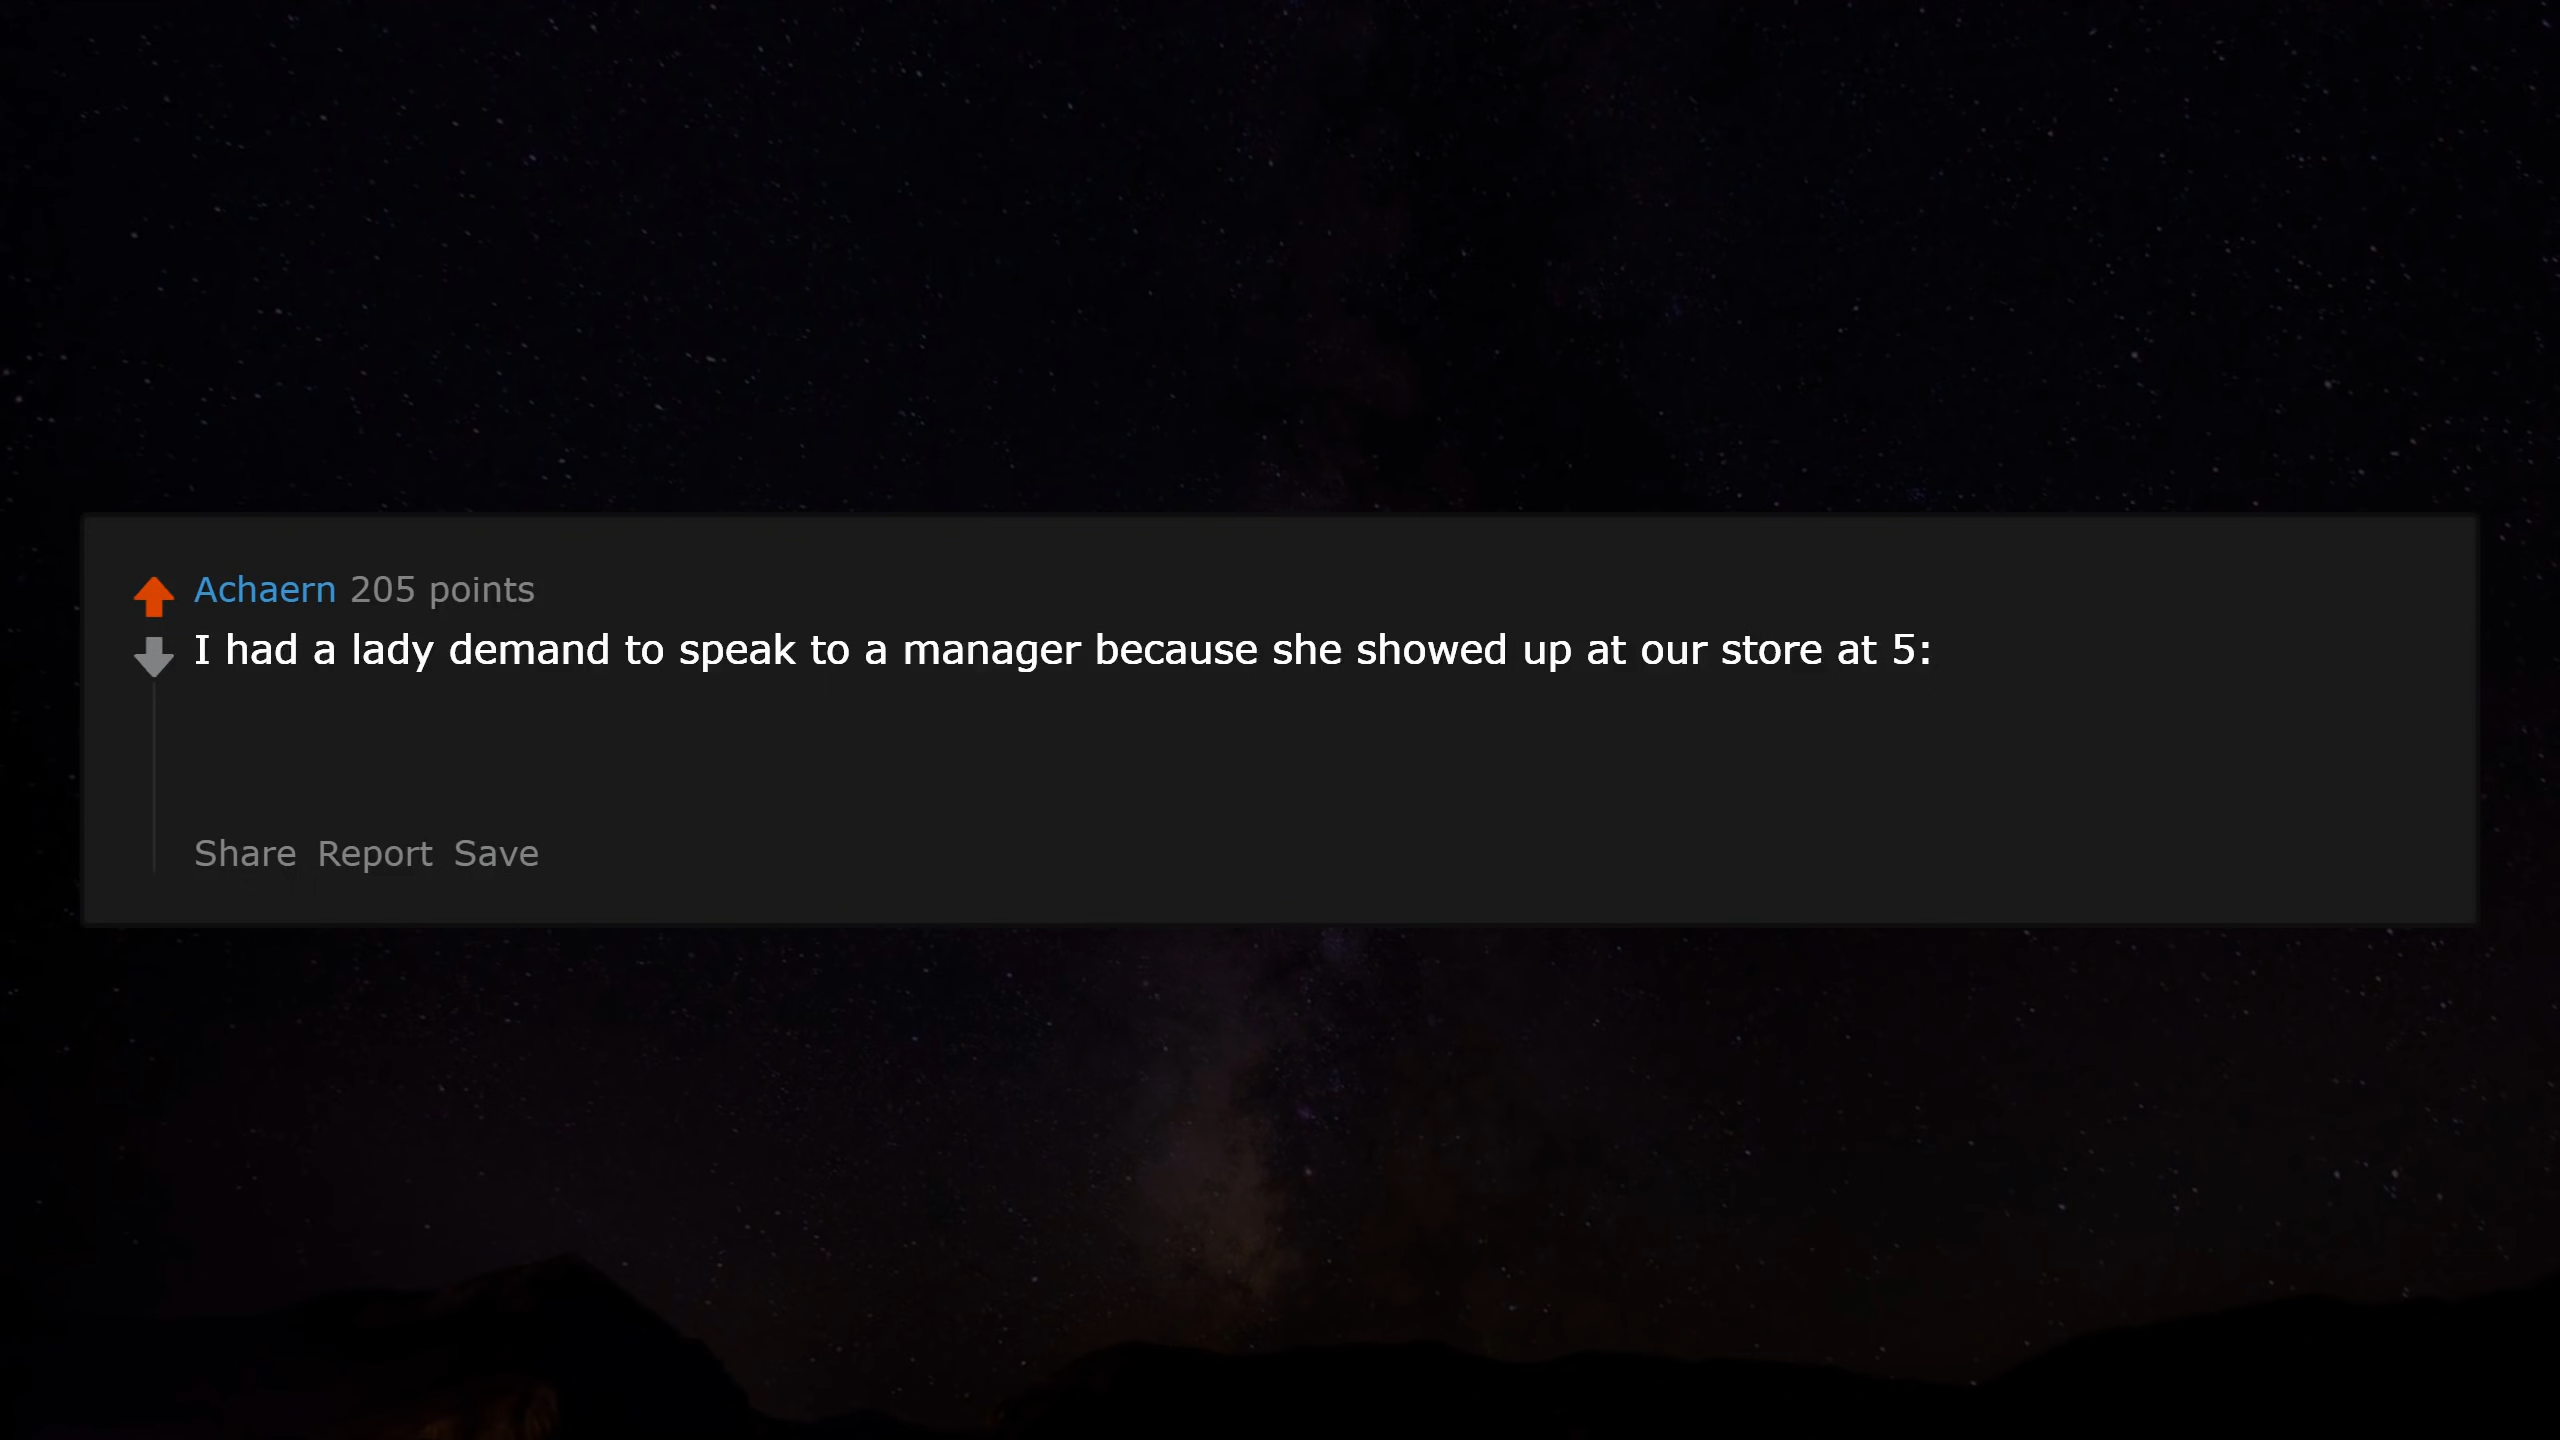 Achaern 205 points
I had a lady demand to speak to a manager because she showed up at our store at 5:
Share Report Save